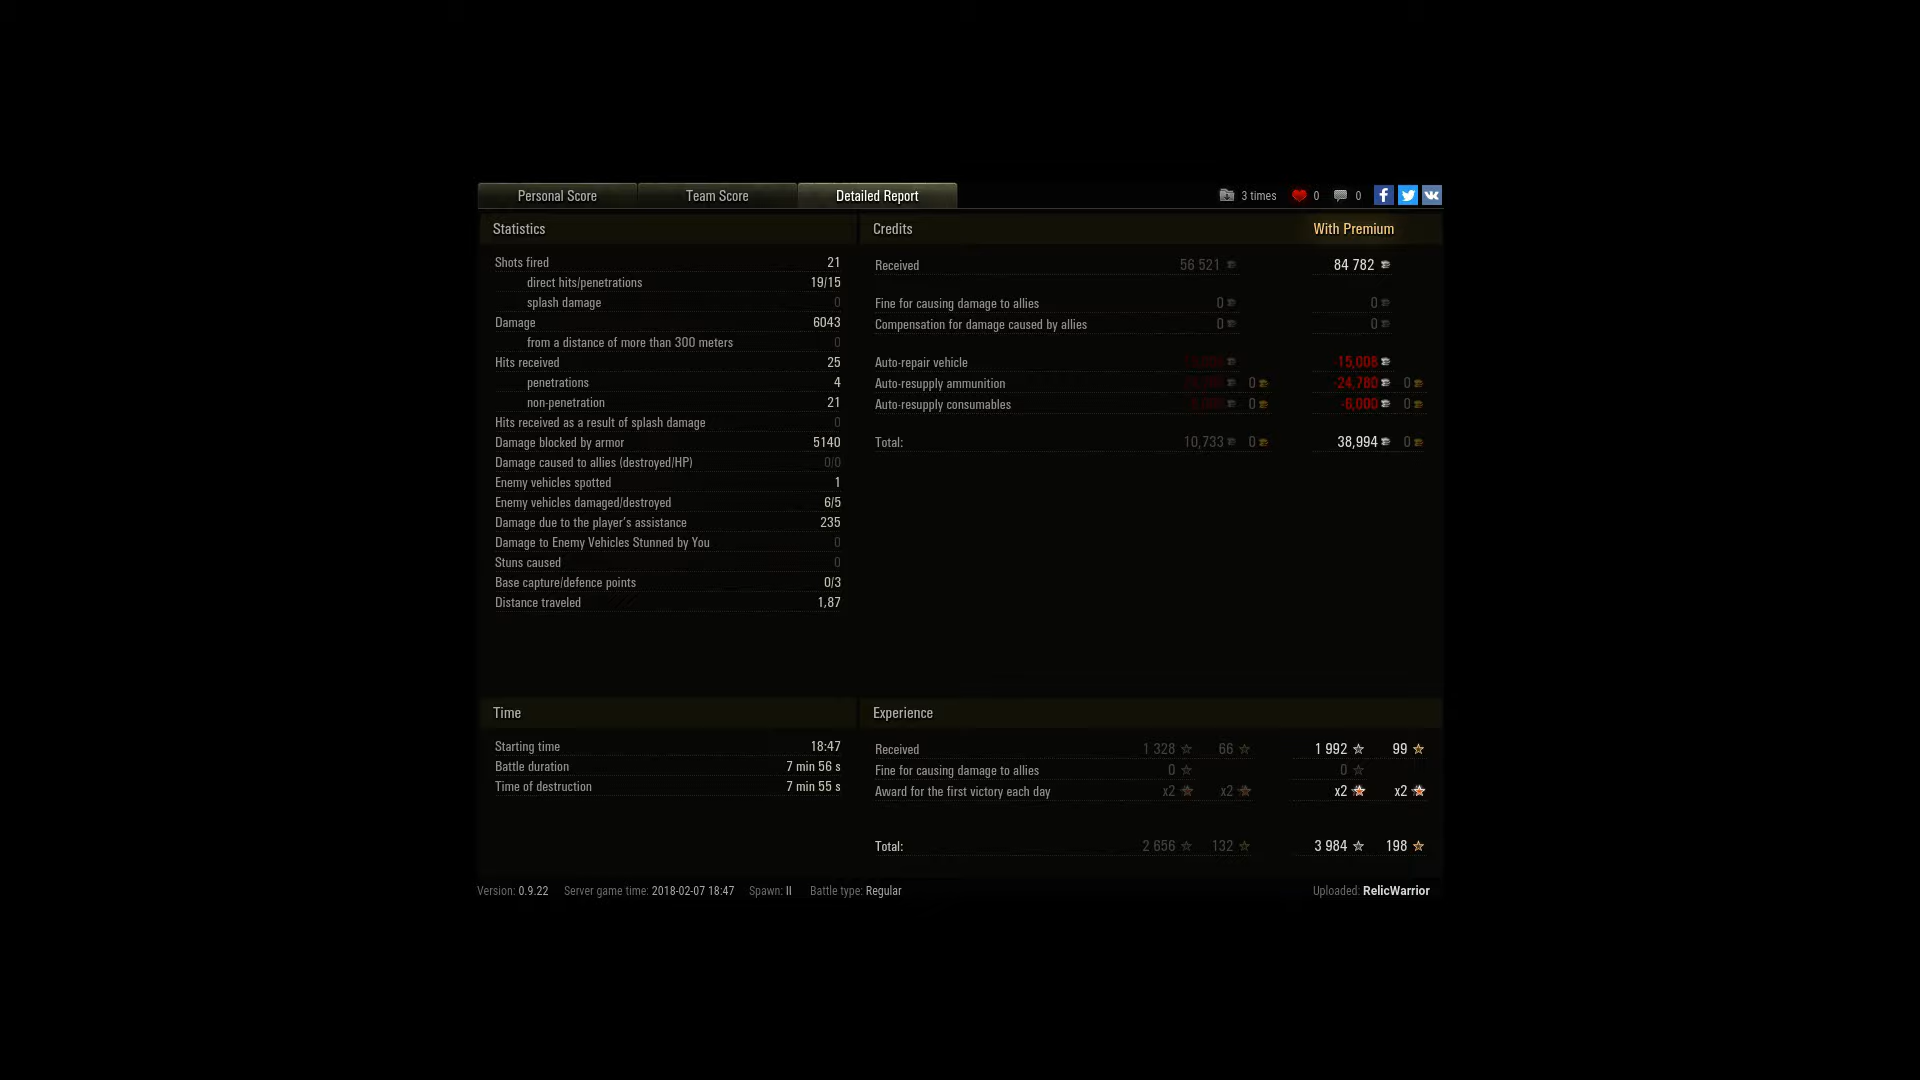 Personal Score Team Score Detailed Report 3 times 0 0
Statistics
Shots fired 21
direct hits/penetrations 19/15
splash damage 0
Damage 6043
from a distance of more than 300 meters 0
Hits received 25
penetrations 4
non-penetration 21
Hits received as a result of splash damage 0
Damage blocked by armor 5140
Damage caused to allies (destroyed/HP) 0/0
Enemy vehicles spotted 1
Enemy vehicles damaged/destroyed 6/5
Damage due to the player's assistance 235
Damage to Enemy Vehicles Stunned by You 0
Stuns caused 0
Base capture/defence points 0/3
Distance traveled 1,87
Credits With Premium
Received 56 521 84 782
Fine for causing damage to allies 0 0
Compensation for damage caused by allies 0 0
Auto-repair vehicle -15,008
Auto-resupply ammunition 0 -24,780 0
Auto-resupply consumables 0 -6,000 0
Total: 10,733 0 38,994 0
Time
Starting time 18:47
Battle duration 7 min 56 s
Time of destruction 7 min 55 s
Experience
Received 1 328 66 1 992 99
Fine for causing damage to allies 0 0
Award for the first victory each day x2 x2 x2 x2
Total: 2 656 132 3 984 198
Version: 0.9.22 Server game time: 2018-02-07 18:47 Spawn: II Battle type: Regular Uploaded: RelicWarrior